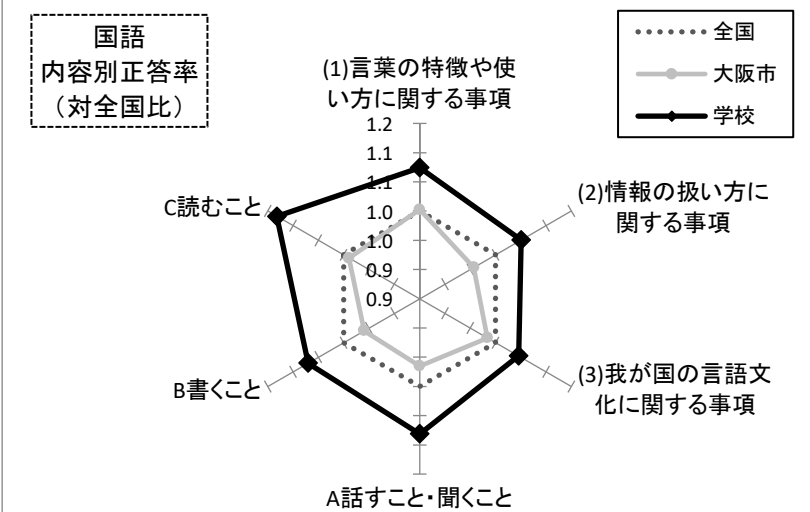 国語
内容別正答率
（対全国比）
全国
大阪市
学校
(1)言葉の特徴や使
い方に関する事項
1.2
1.1
1.1
1.0
1.0
0.9
0.9
(2)情報の扱い方に
関する事項
(3)我が国の言語文
化に関する事項
A話すこと・聞くこと
B書くこと
C読むこと